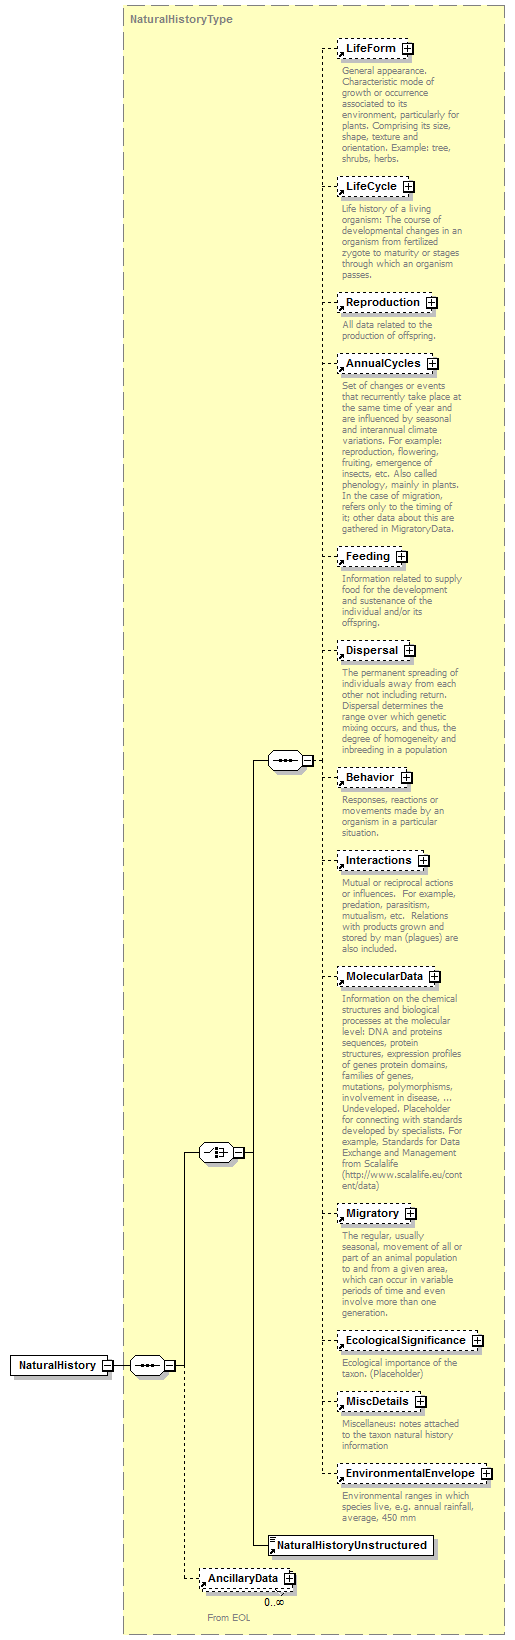 NaturalHistoryType
LifeForm
General appearance.
Characteristic mode of
growth or occurrence
associated to its
environment, particularly for
plants. Comprising its size,
shape, texture and
orientation. Example: tree,
shrubs, herbs.
LifeCycle
Life history of a living
organism: The course of
developmental changes in an
organism from fertilized
zygote to maturity or stages
through which an organism
passes.
Reproduction
All data related to the
production of offspring.
AnnualCycles
Set of changes or events
that recurrently take place at
the same time of year and
are influenced by seasonal
and interannual climate
variations. For example:
reproduction, flowering,
fruiting, emergence of
insects, etc. Also called
phenology, mainly in plants.
In the case of migration,
refers only to the timing of
it; other data about this are
gathered in MigratoryData.
Feeding
Information related to supply
food for the development
and sustenance of the
individual and/or its
offspring.
Dispersal
The permanent spreading of
individuals away from each
other not including return.
Dispersal determines the
range over which genetic
mixing occurs, and thus, the
degree of homogeneity and
inbreeding in a population
Behavior
Responses, reactions or
movements made by an
organism in a particular
situation.
Interactions
Mutual or reciprocal actions
or influences.  For example,
predation, parasitism,
mutualism, etc.  Relations
with products grown and
stored by man (plagues) are
also included.
MolecularData
Information on the chemical
structures and biological
processes at the molecular
level: DNA and proteins
sequences, protein
structures, expression profiles
of genes protein domains,
families of genes,
mutations, polymorphisms,
involvement in disease, ...
Undeveloped. Placeholder
for connecting with standards
developed by specialists. For
example, Standards for Data
Exchange and Management
from Scalalife
(http://www.scalalife.eu/cont
ent/data)
Migratory
The regular, usually
seasonal, movement of all or
part of an animal population
to and from a given area,
which can occur in variable
periods of time and even
involve more than one
generation.
EcologicalSignificance
Ecological importance of the
taxon. (Placeholder)
NaturalHistory
MiscDetails
Miscellaneus: notes attached
to the taxon natural history
information
EnvironmentalEnvelope
Environmental ranges in which
species live, e.g. annual rainfall,
average, 450 mm
NaturalHistoryUnstructured
AncillaryData
0..∞
From EOL